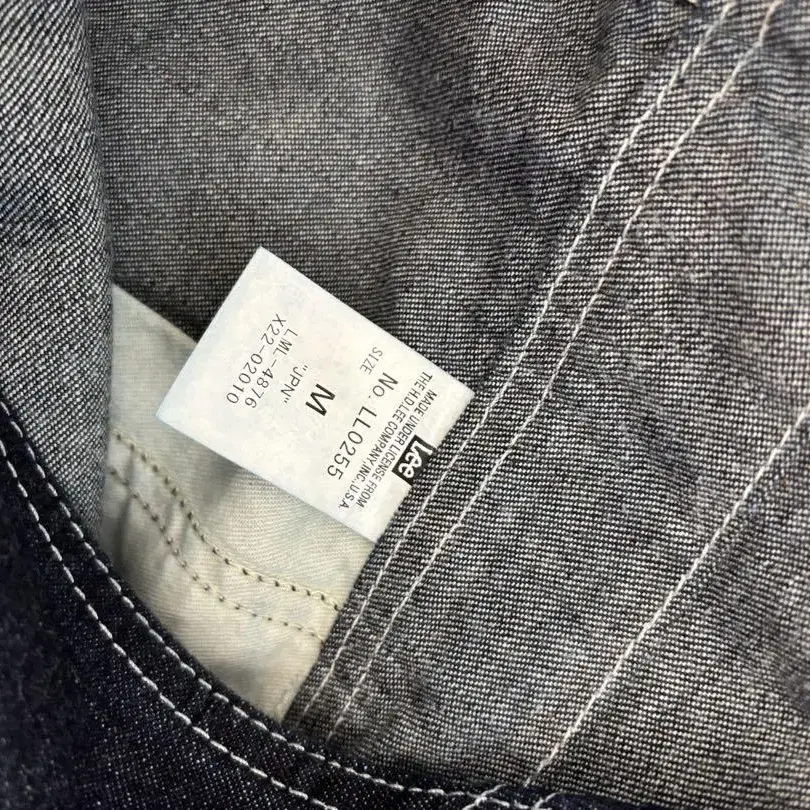 Lee
MADE UNDER LICENSE FROM
THE H.D.LEE COMPANY,INC.,U.S.A.
No. LL0255
SIZE
M
"JPN"
LML-4876
X22-02010